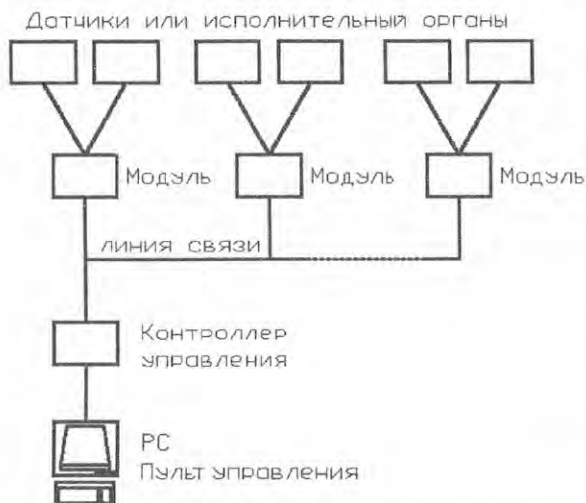 Датчики или исполнительный органы
Модуль Модуль Модуль
линия связи
Контроллер
управления
PC
Пульт управления